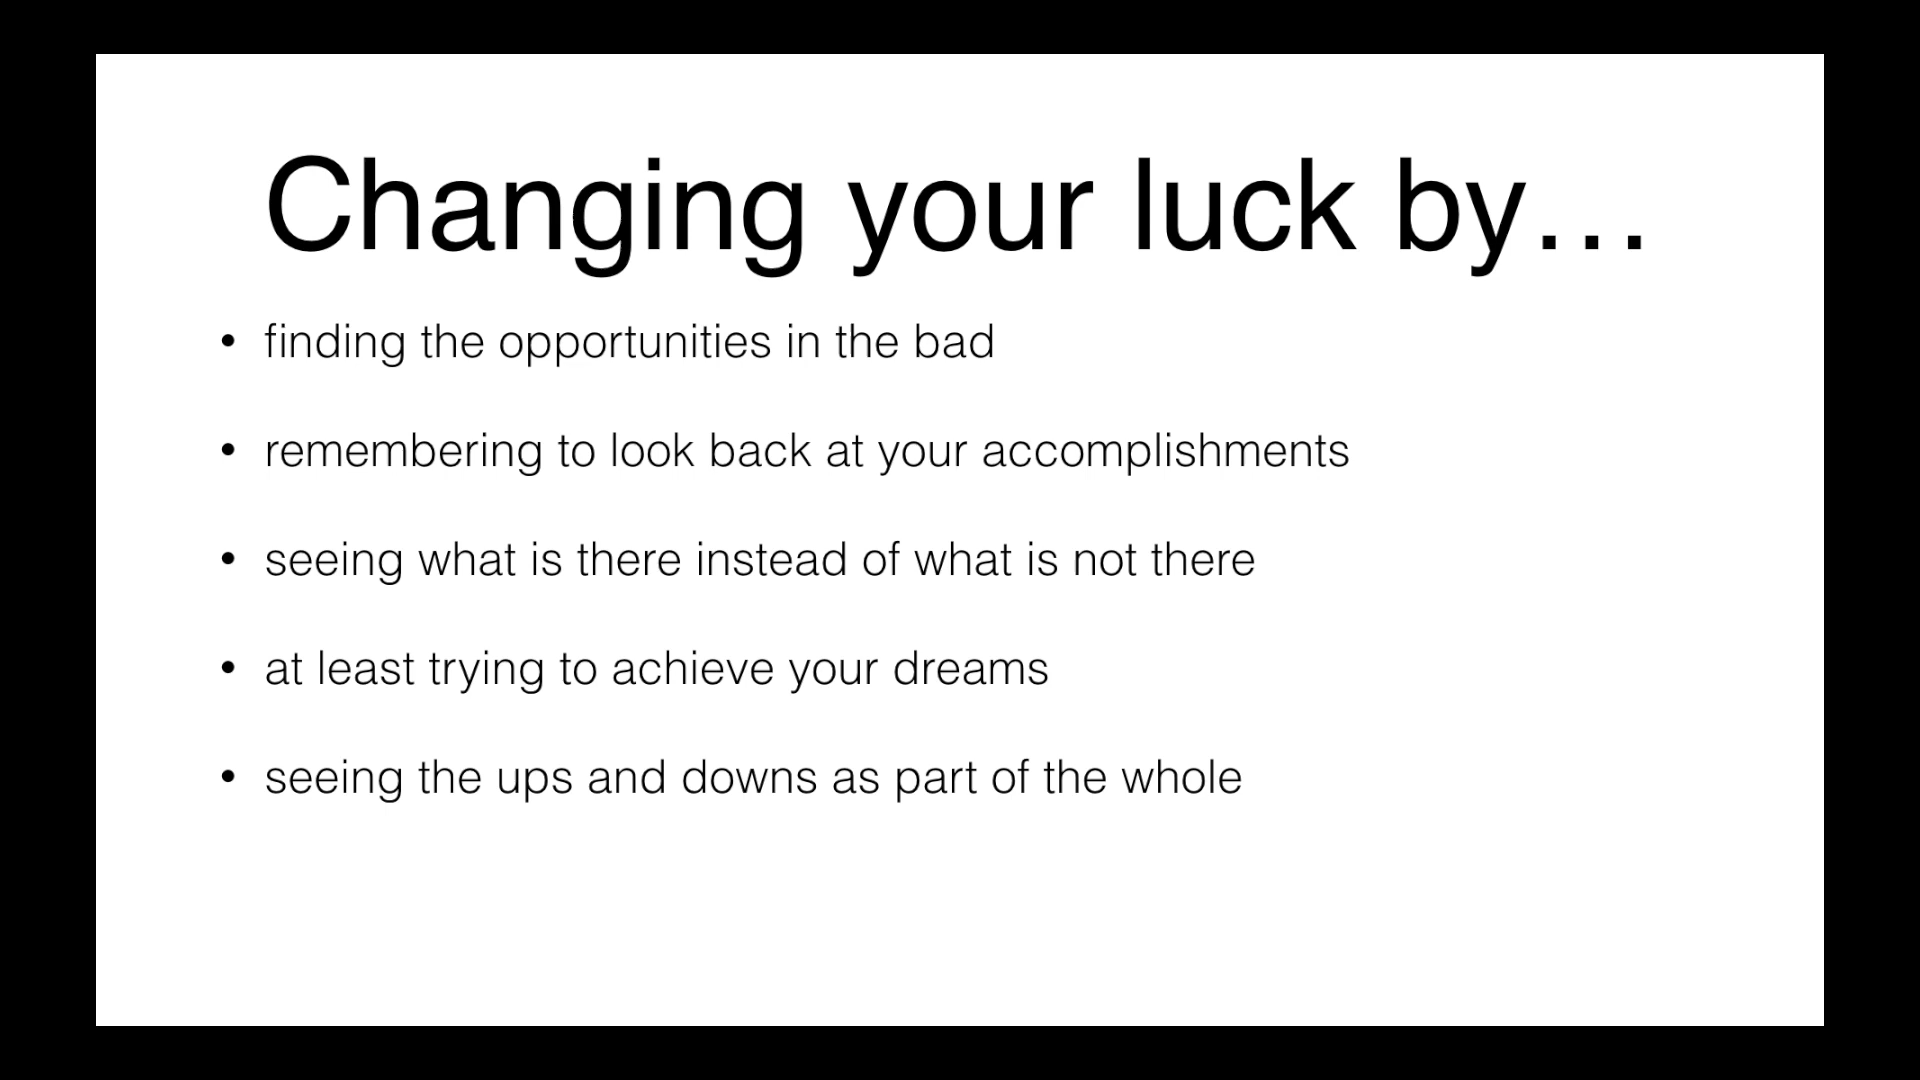 Changing your luck by…
• finding the opportunities in the bad
• remembering to look back at your accomplishments
• seeing what is there instead of what is not there
• at least trying to achieve your dreams
• seeing the ups and downs as part of the whole